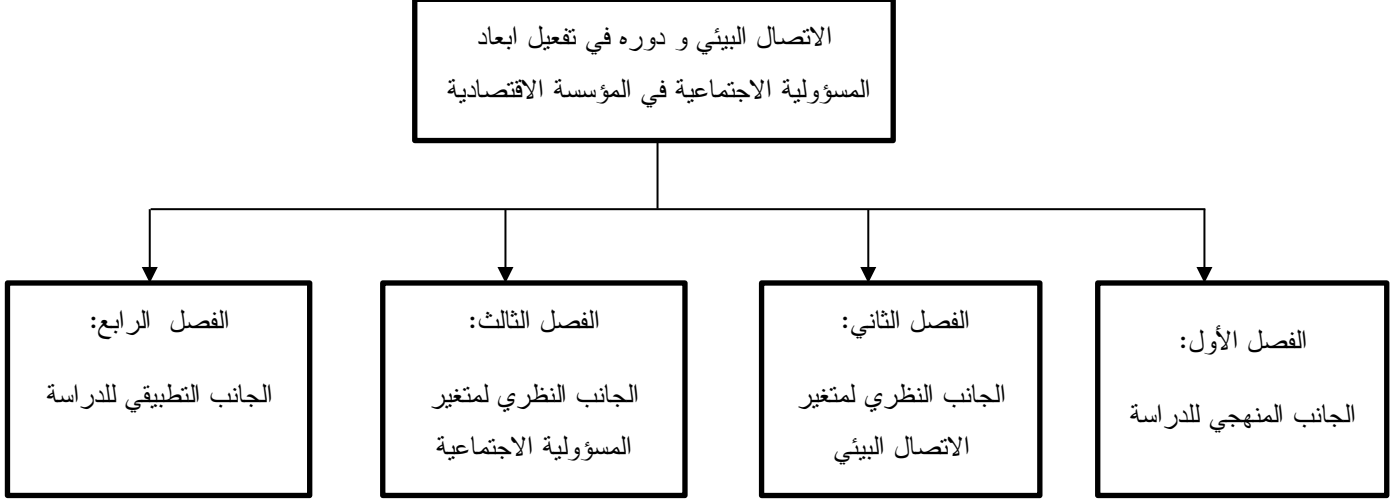 الاتصال البيئي و دوره في تفعيل ابعاد
المسؤولية الاجتماعية في المؤسسة الاقتصادية
الفصل الأول:
الجانب المنهجي للدراسة
الفصل الثاني:
الجانب النظري لمتغير
الاتصال البيئي
الفصل الثالث:
الجانب النظري لمتغير
المسؤولية الاجتماعية
الفصل الرابع:
الجانب التطبيقي للدراسة